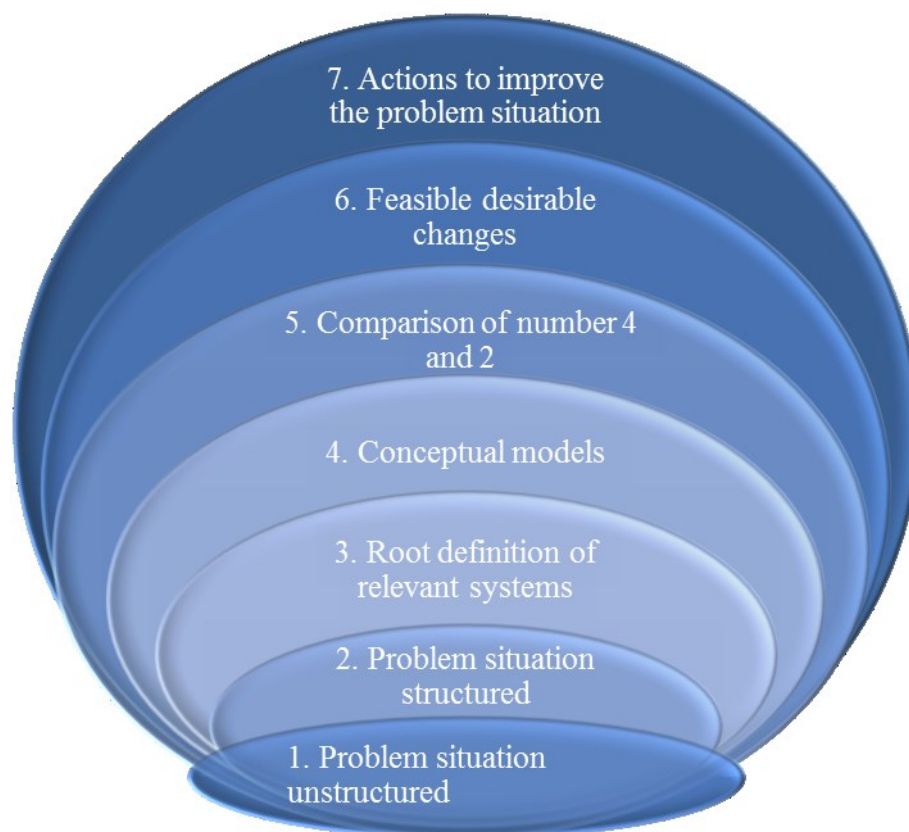 7. Actions to improve
the problem situation
6. Feasible desirable
changes
5. Comparison of number 4
and 2
4. Conceptual models
3. Root definition of
relevant systems
2. Problem situation
structured
1. Problem situation
unstructured